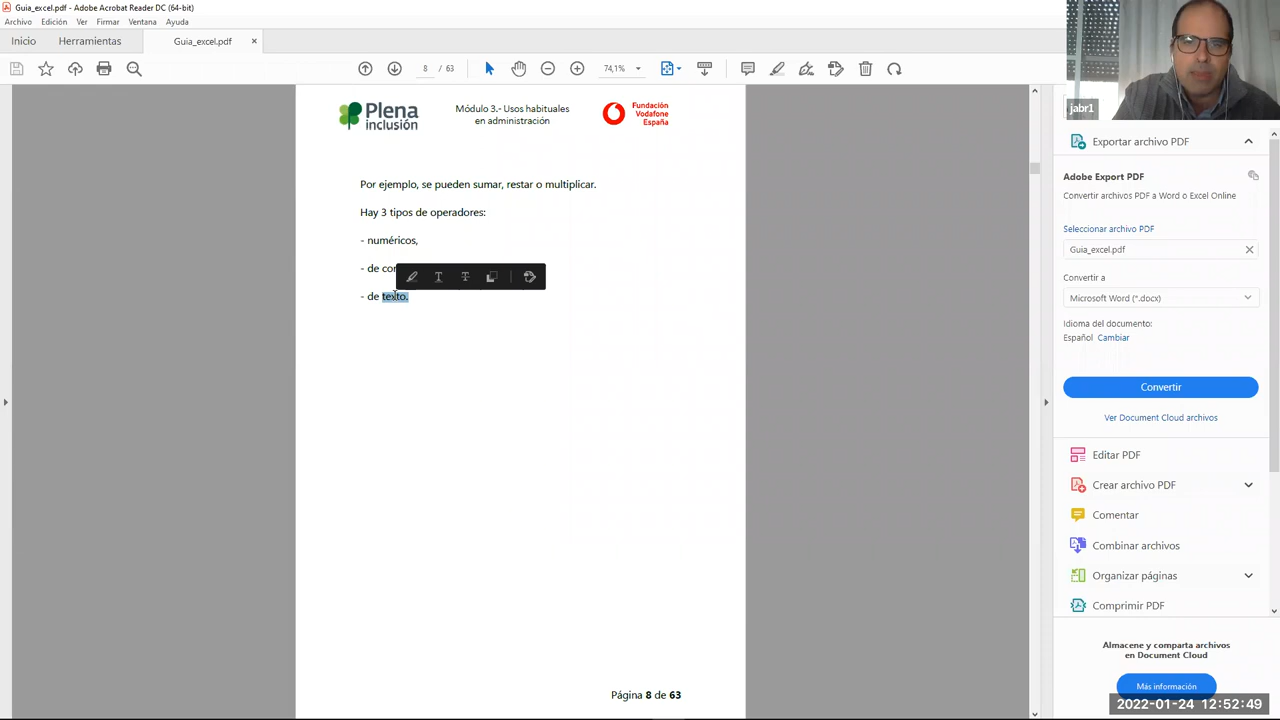 Guia_excel.pdf - Adobe Acrobat Reader DC (64-bit)
Archivo Edición Ver Firmar Ventana Ayuda
Inicio Herramientas Guia_excel.pdf ×
8 / 63 74,1%
Plena inclusión
Módulo 3.- Usos habituales
en administración
Fundación
Vodafone
España
Por ejemplo, se pueden sumar, restar o multiplicar.
Hay 3 tipos de operadores:
- numéricos,
- de
- de texto.
Página 8 de 63
jabr1
Exportar archivo PDF
Adobe Export PDF
Convertir archivos PDF a Word o Excel Online
Seleccionar archivo PDF
Guia_excel.pdf
Convertir a
Microsoft Word (*.docx)
Idioma del documento:
Español Cambiar
Convertir
Ver Document Cloud archivos
Editar PDF
Crear archivo PDF
Comentar
Combinar archivos
Organizar páginas
Comprimir PDF
Almacene y comparta archivos
en Document Cloud
Más información
2022-01-24 12:52:49